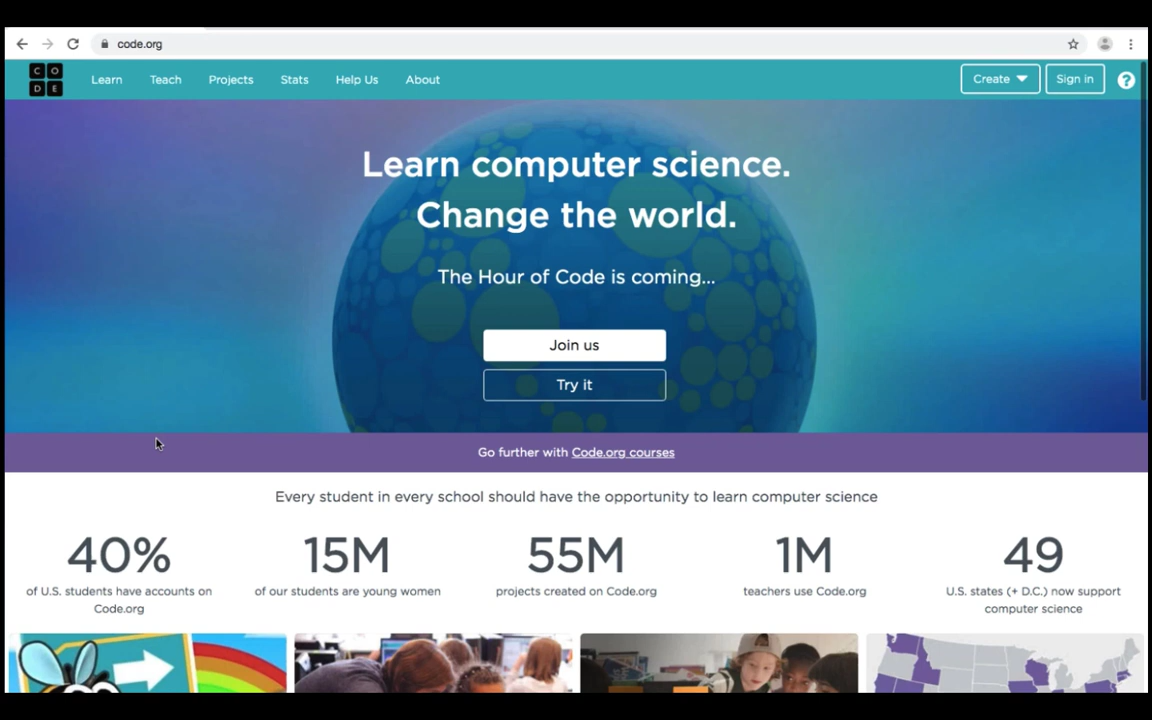 code.org
C O
D E
Learn Teach Projects Stats Help Us About Create Sign in ?
Learn computer science.
Change the world.
The Hour of Code is coming...
Join us
Try it
Go further with Code.org courses
Every student in every school should have the opportunity to learn computer science
40% 15M 55M 1M 49
of U.S. students have accounts on
Code.org
of our students are young women
projects created on Code.org
teachers use Code.org
U.S. states (+ D.C.) now support
computer science